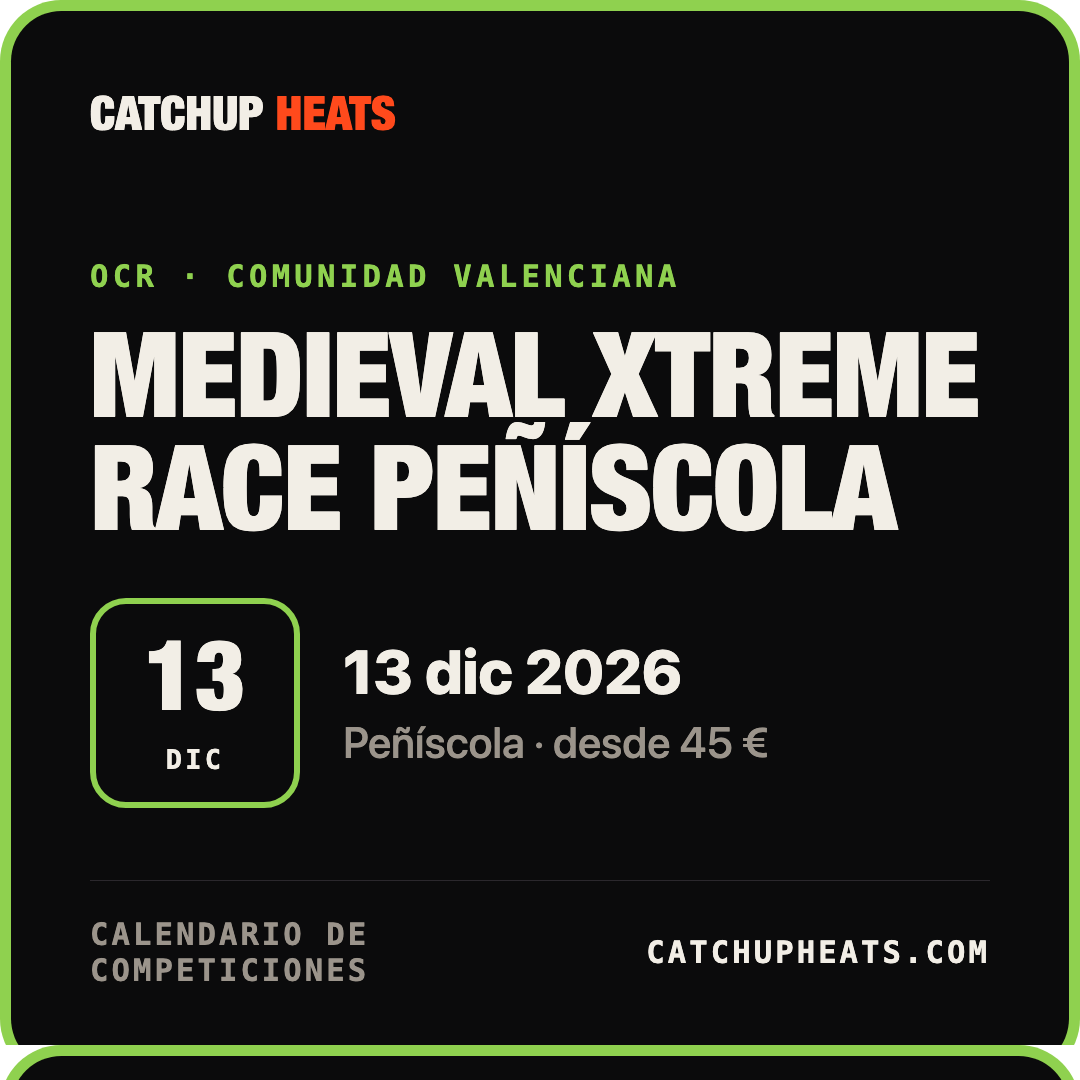 CATCHUP HEATS
OCR · COMUNIDAD VALENCIANA
MEDIEVAL XTREME
RACE PEÑÍSCOLA
13
DIC
13 dic 2026
Peñíscola · desde 45 €
CALENDARIO DE
COMPETICIONES
CATCHUPHEATS.COM